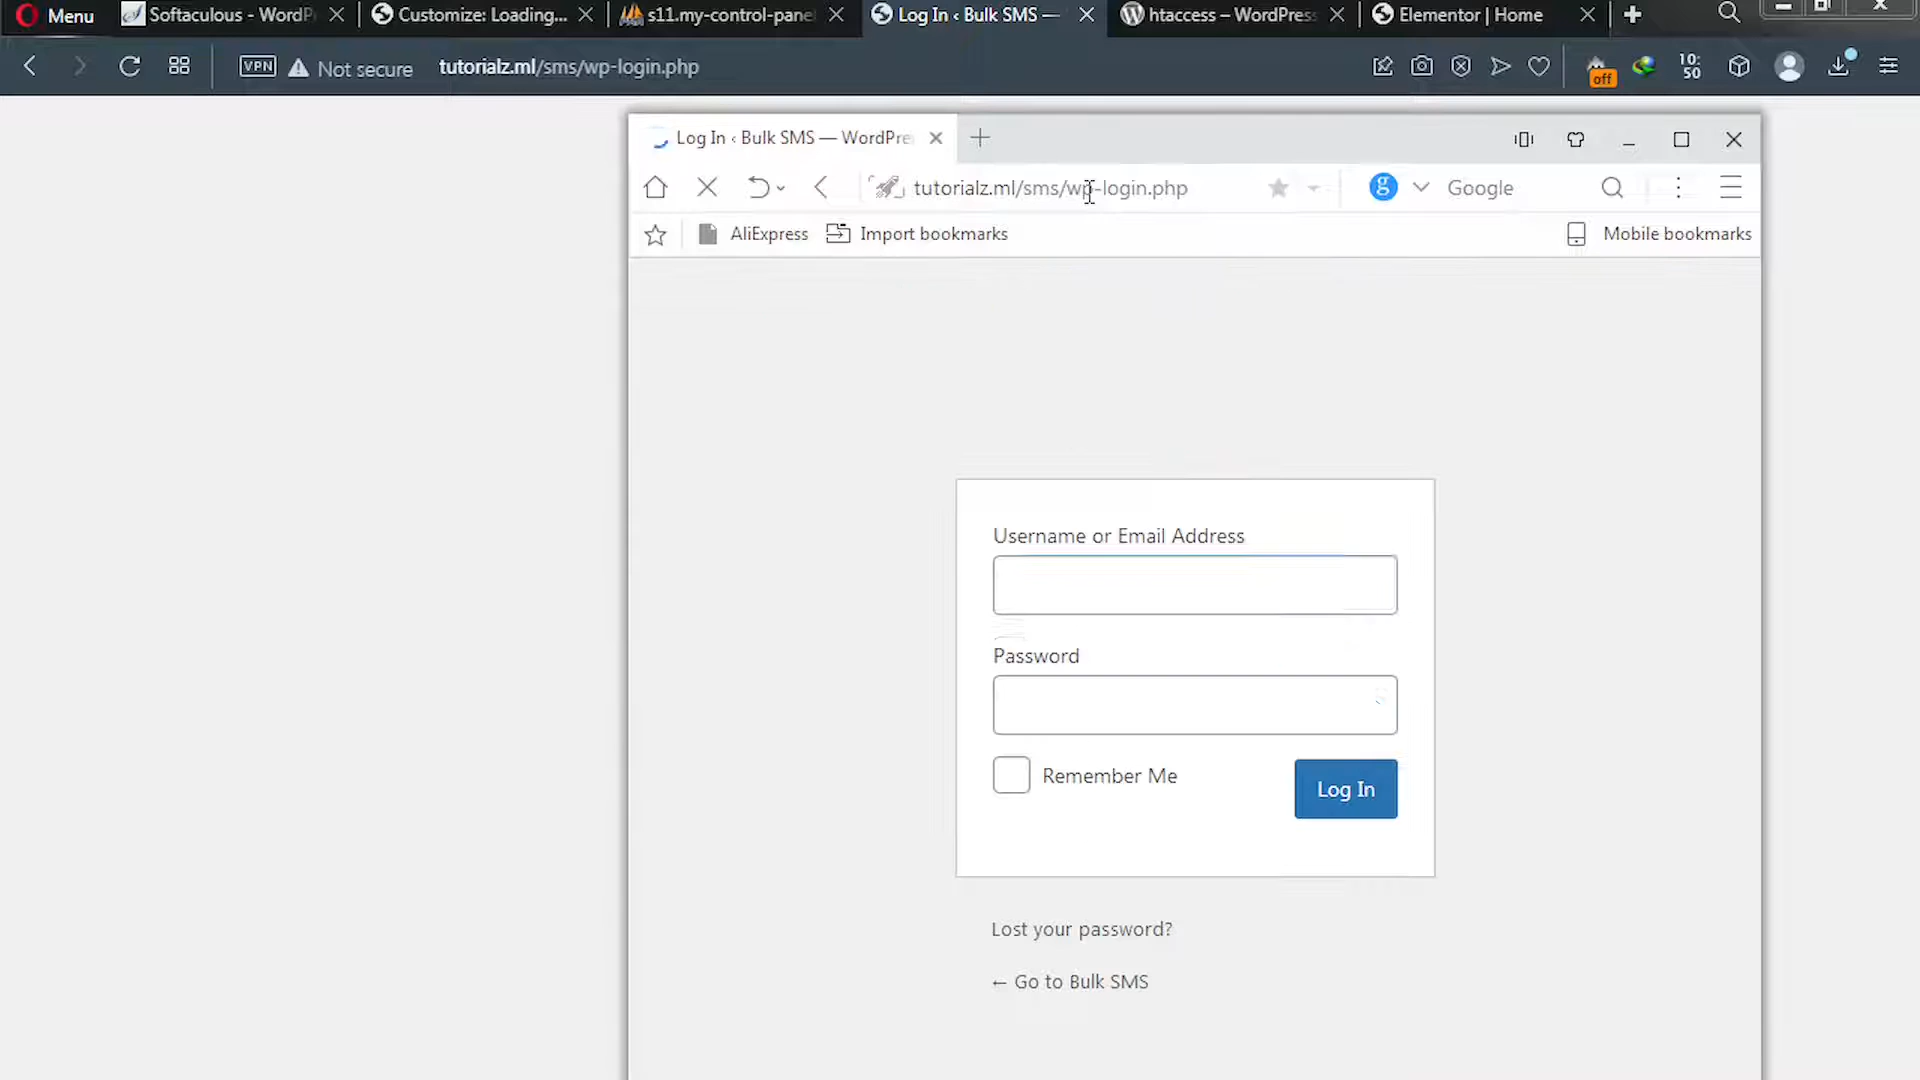 Menu
Softaculous - WordP
Customize: Loading...
s11.my-control-panel
Log In ‹ Bulk SMS —
htaccess – WordPress
Elementor | Home
VPN
Not secure
tutorialz.ml/sms/wp-login.php
off
10:
50
Log In ‹ Bulk SMS — WordPre
tutorialz.ml/sms/wp-login.php
g
Google
AliExpress
Import bookmarks
Mobile bookmarks
Username or Email Address
Password
Remember Me
Log In
Lost your password?
← Go to Bulk SMS